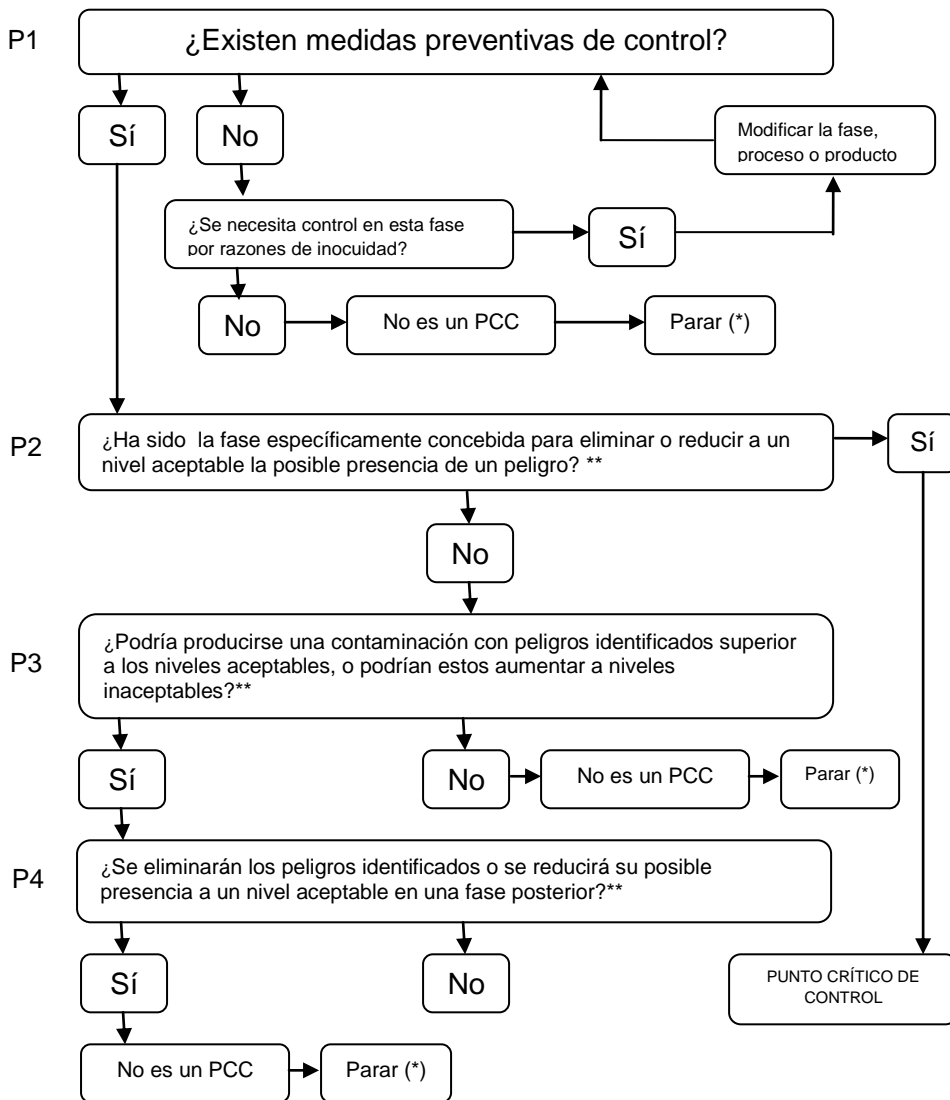 P1
¿Existen medidas preventivas de control?
Sí
No
Modificar la fase,
proceso o producto
¿Se necesita control en esta fase
por razones de inocuidad?
Sí
No
No es un PCC
Parar (*)
P2
¿Ha sido la fase específicamente concebida para eliminar o reducir a un
nivel aceptable la posible presencia de un peligro? **
Sí
No
P3
¿Podría producirse una contaminación con peligros identificados superior
a los niveles aceptables, o podrían estos aumentar a niveles
inaceptables?**
Sí
No
No es un PCC
Parar (*)
P4
¿Se eliminarán los peligros identificados o se reducirá su posible
presencia a un nivel aceptable en una fase posterior?**
Sí
No
PUNTO CRÍTICO DE
CONTROL
No es un PCC
Parar (*)